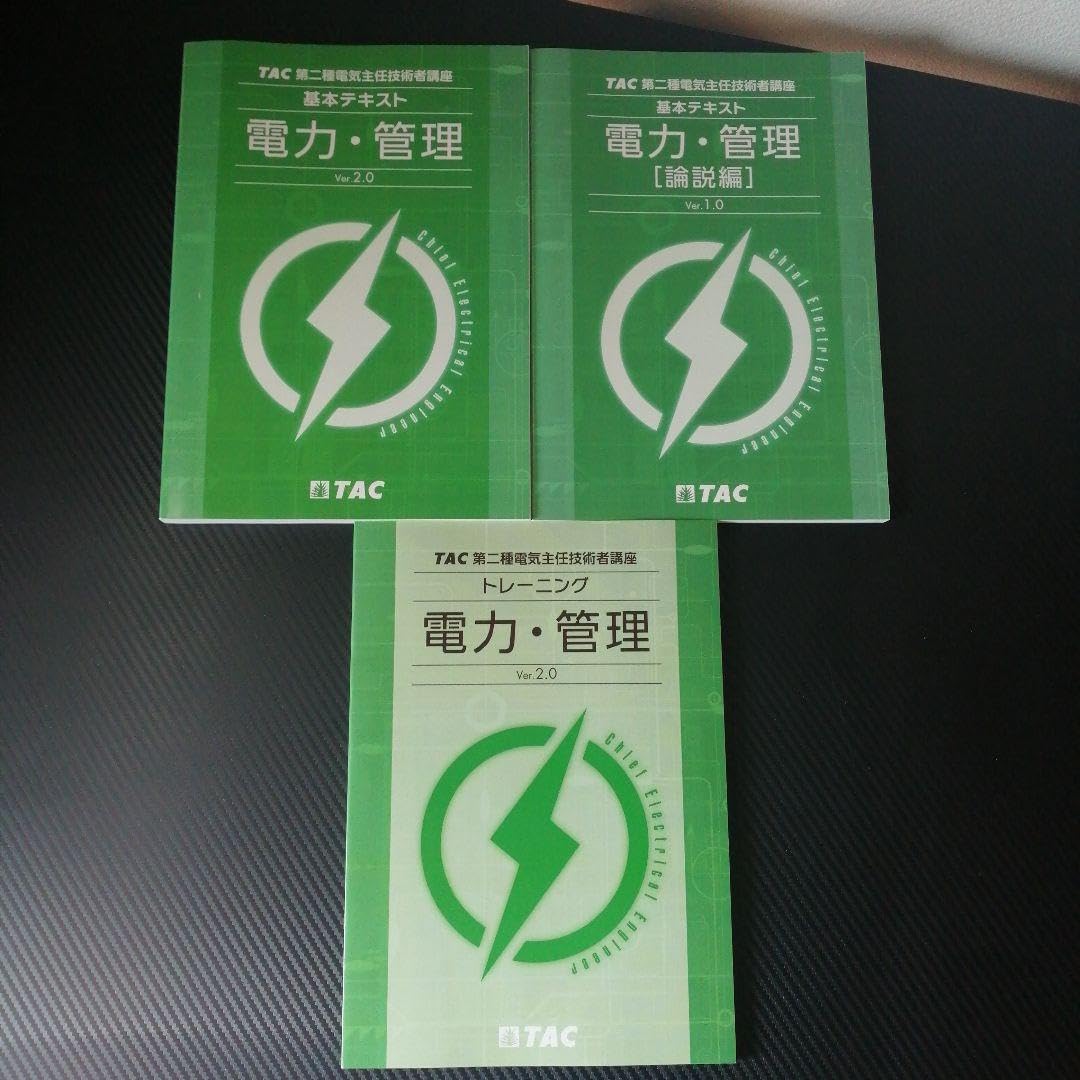 TAC 第二種電気主任技術者講座
基本テキスト
電力・管理
Ver.2.0
Chief Electrical Engineer
TAC
TAC 第二種電気主任技術者講座
基本テキスト
電力・管理
[論説編]
Ver.1.0
Chief Electrical Engineer
TAC
TAC 第二種電気主任技術者講座
トレーニング
電力・管理
Ver.2.0
Chief Electrical Engineer
TAC